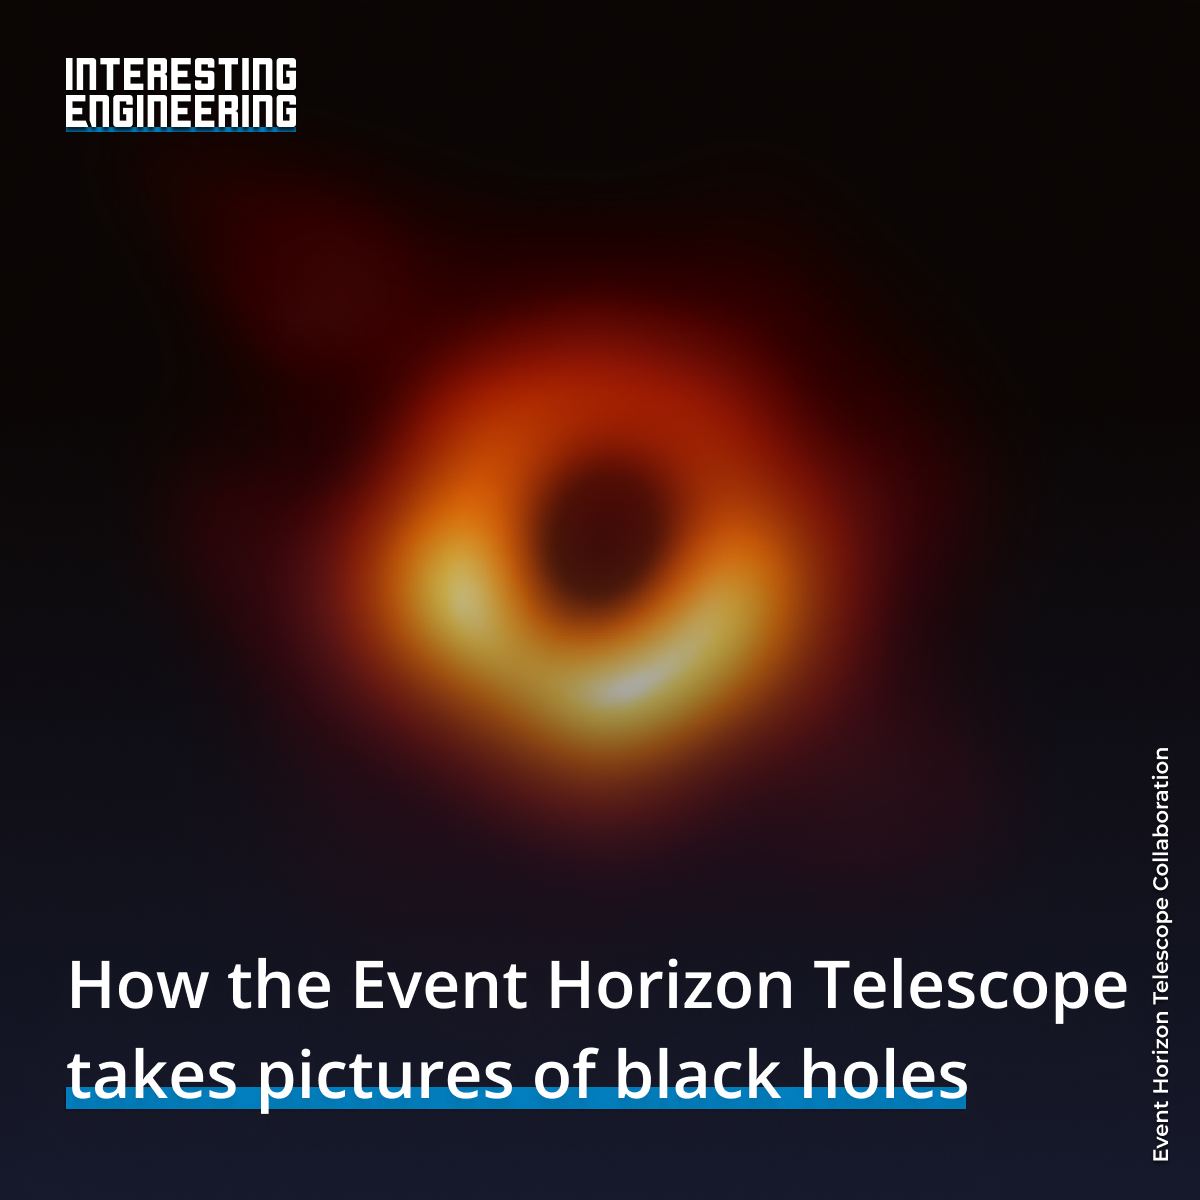 INTERESTING
ENGINEERING
How the Event Horizon Telescope
takes pictures of black holes
Event Horizon Telescope Collaboration